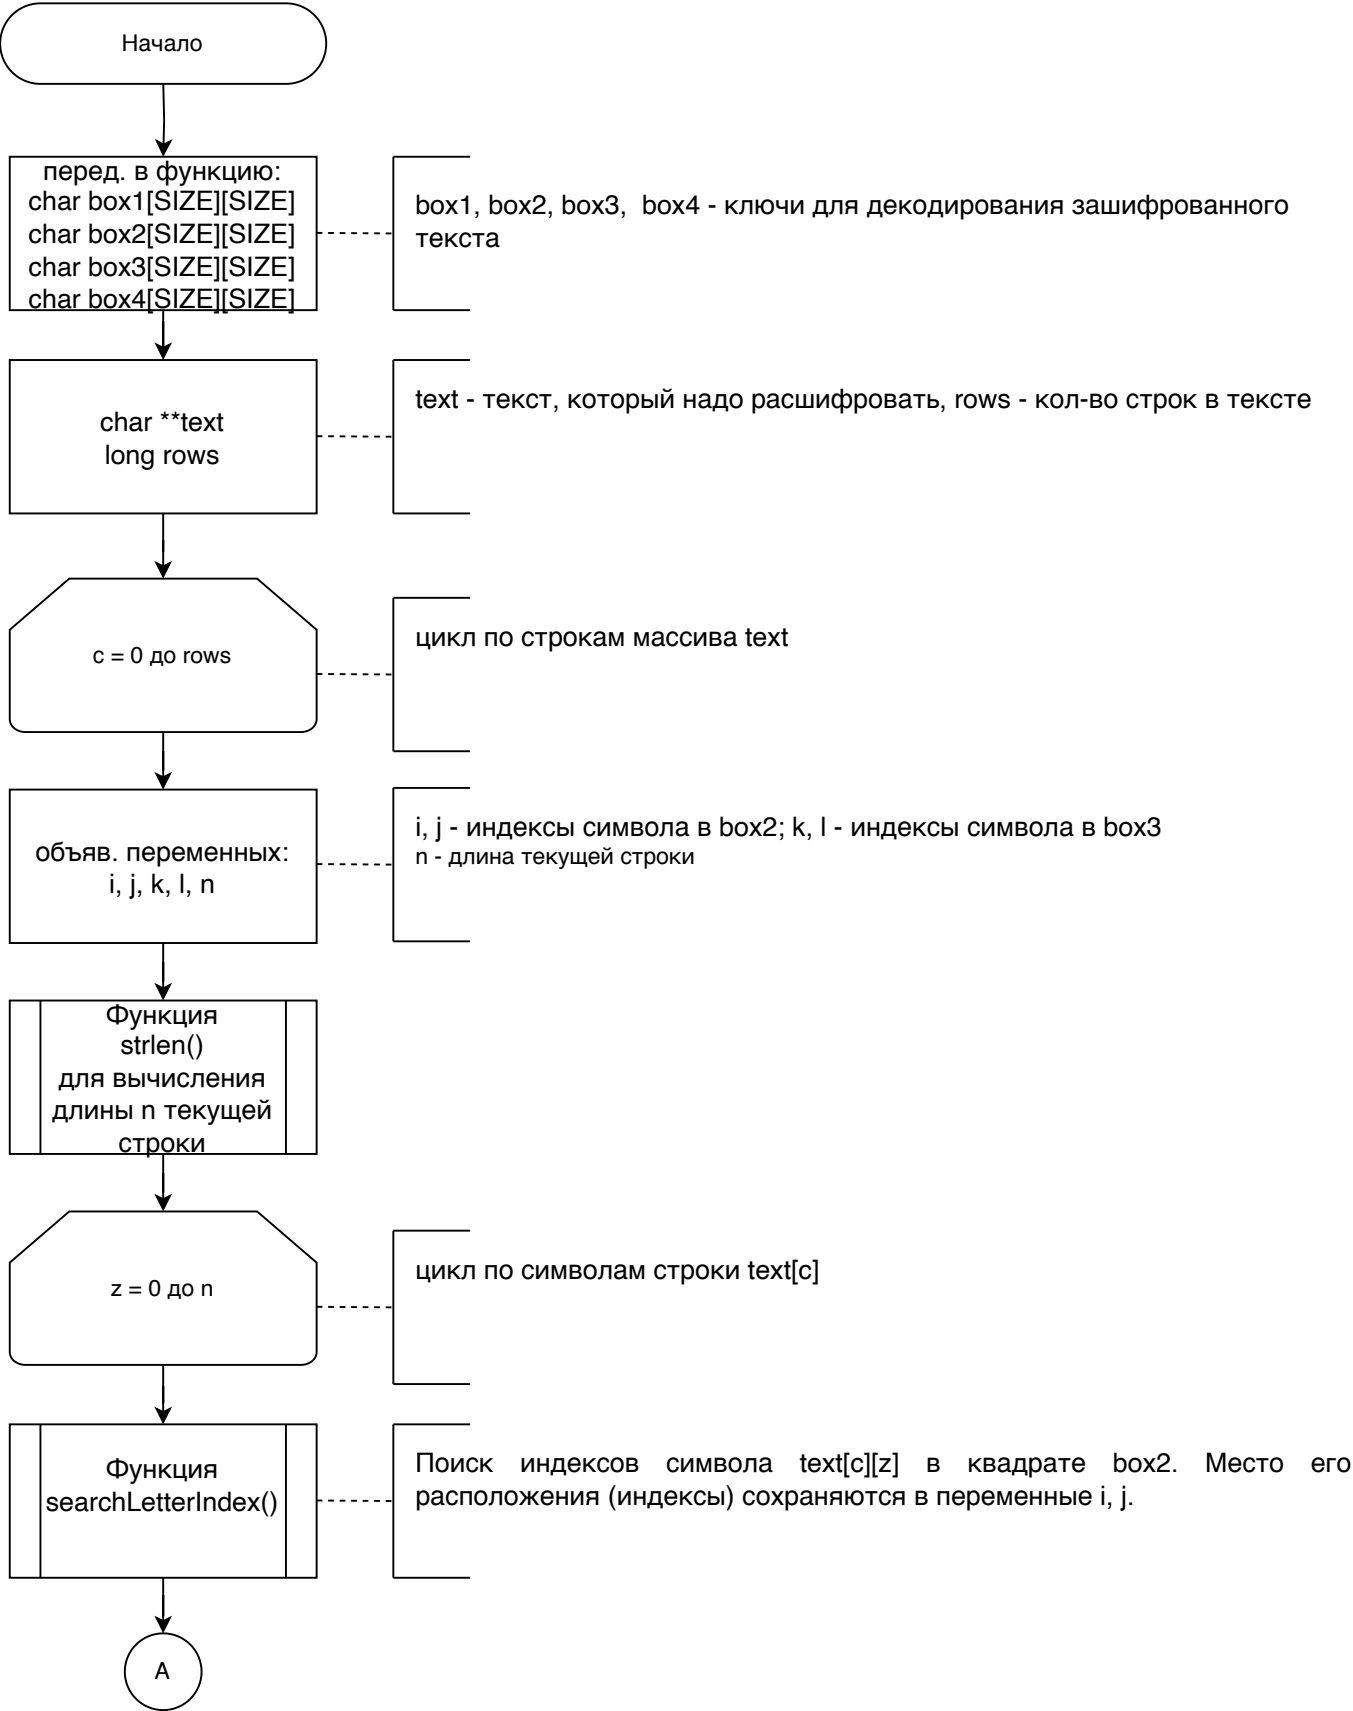 Начало
перед. в функцию:
char box1[SIZE][SIZE]
char box2[SIZE][SIZE]
char box3[SIZE][SIZE]
char box4[SIZE][SIZE]
box1, box2, box3, box4 - ключи для декодирования зашифрованного
текста
char **text
long rows
text - текст, который надо расшифровать, rows - кол-во строк в тексте
c = 0 до rows
цикл по строкам массива text
объяв. переменных:
i, j, k, l, n
i, j - индексы символа в box2; k, l - индексы символа в box3
n - длина текущей строки
Функция
strlen()
для вычисления
длины n текущей
строки
z = 0 до n
цикл по символам строки text[c]
Функция
searchLetterIndex()
Поиск индексов символа text[c][z] в квадрате box2. Место его
расположения (индексы) сохраняются в переменные i, j.
A